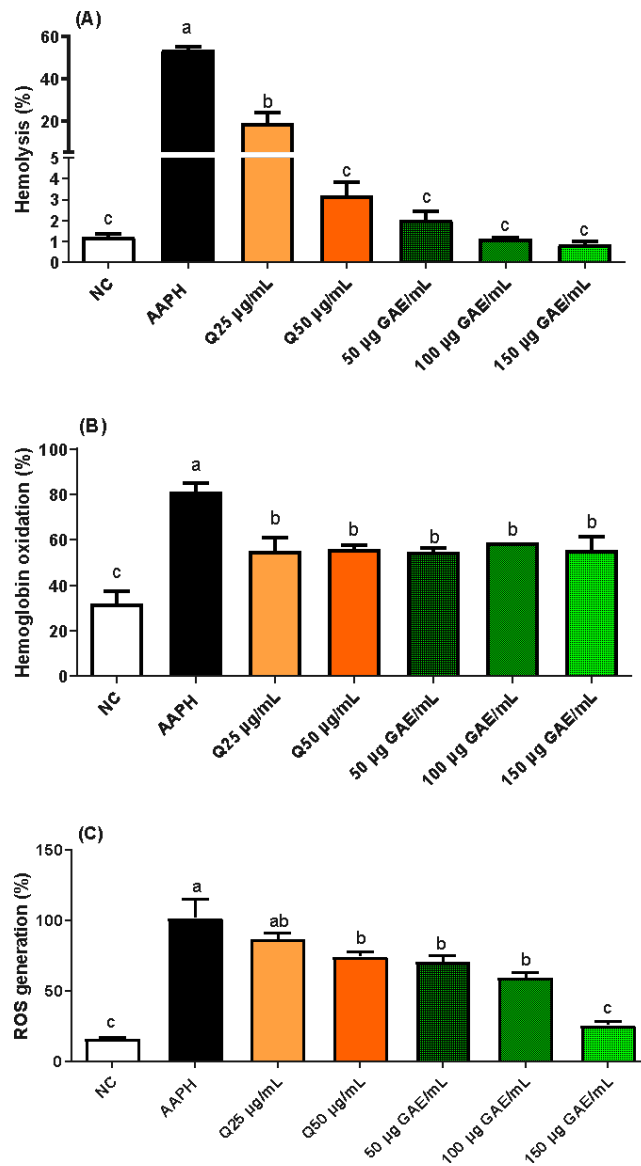 (A)
Hemolysis (%)
60
40
20
5
4
3
2
1
0
c
a
b
c
c
c
c
NC
AAPH
Q25 µg/mL
Q50 µg/mL
50 µg GAE/mL
100 µg GAE/mL
150 µg GAE/mL
(B)
Hemoglobin oxidation (%)
100
80
60
40
20
0
c
a
b
b
b
b
b
NC
AAPH
Q25 µg/mL
Q50 µg/mL
50 µg GAE/mL
100 µg GAE/mL
150 µg GAE/mL
(C)
ROS generation (%)
150
100
50
0
c
a
ab
b
b
b
c
NC
AAPH
Q25 µg/mL
Q50 µg/mL
50 µg GAE/mL
100 µg GAE/mL
150 µg GAE/mL